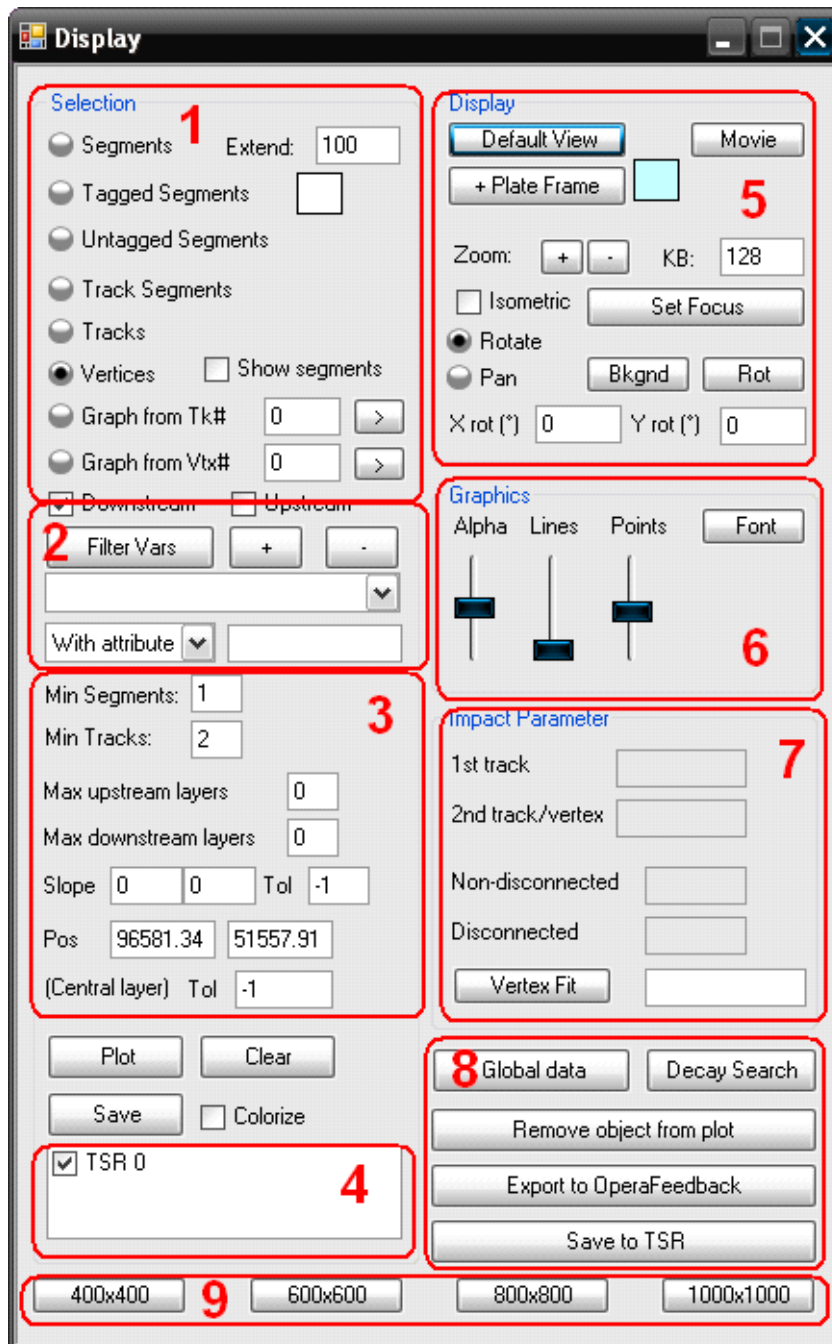 Display
Selection
1
Segments Extend: 100
Tagged Segments
Untagged Segments
Track Segments
Tracks
Vertices Show segments
Graph from Tk# 0 >
Graph from Vtx# 0 >
Downstream Upstream
2
Filter Vars + -
With attribute
Min Segments: 1
3
Min Tracks: 2
Max upstream layers 0
Max downstream layers 0
Slope 0 0 Tol -1
Pos 96581.34 51557.91
(Central layer) Tol -1
Plot Clear
Save Colorize
TSR 0
4
Display
Default View Movie
+ Plate Frame
5
Zoom: + - KB: 128
Isometric Set Focus
Rotate
Pan Bkgnd Rot
X rot (°) 0 Y rot (°) 0
Graphics
Alpha Lines Points Font
6
Impact Parameter
7
1st track
2nd track/vertex
Non-disconnected
Disconnected
Vertex Fit
8
Global data Decay Search
Remove object from plot
Export to OperaFeedback
Save to TSR
400x400 9 600x600 800x800 1000x1000